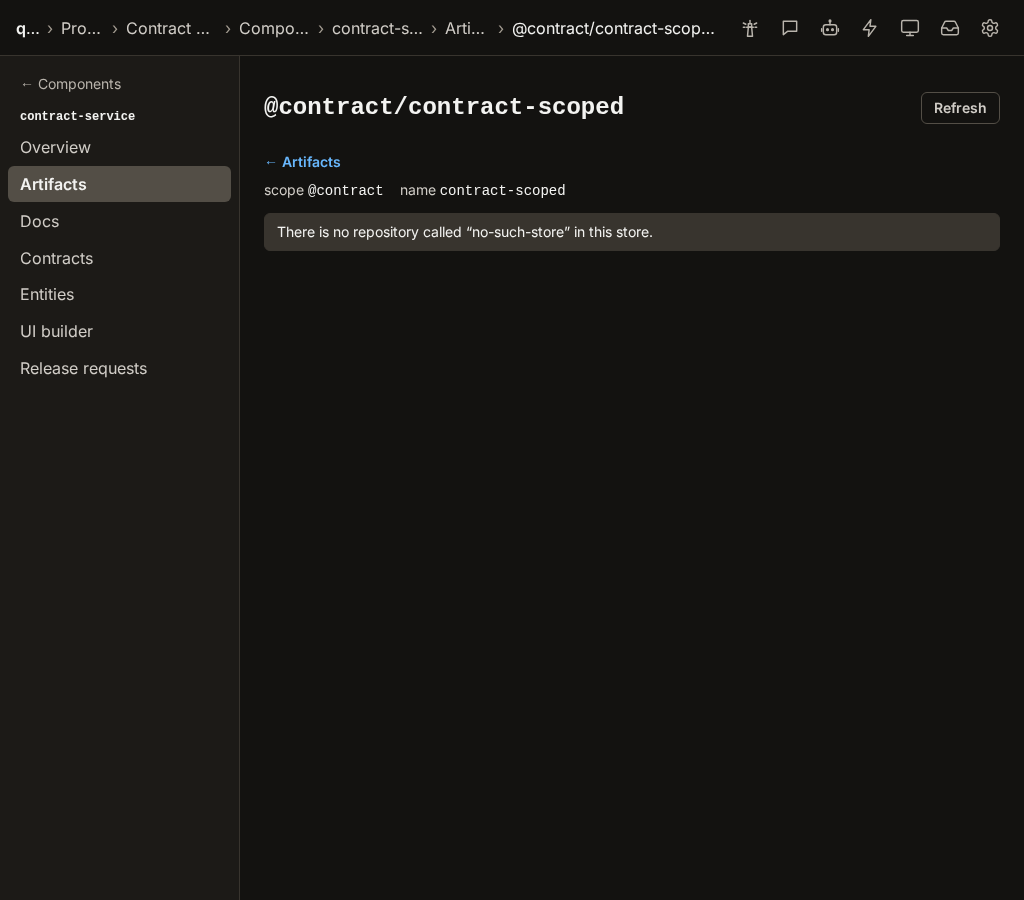 q... › Pro... › Contract ... › Compo... › contract-s... › Arti... › @contract/contract-scop...
← Components
contract-service
Overview
Artifacts
Docs
Contracts
Entities
UI builder
Release requests
@contract/contract-scoped
Refresh
← Artifacts
scope @contract name contract-scoped
There is no repository called “no-such-store” in this store.